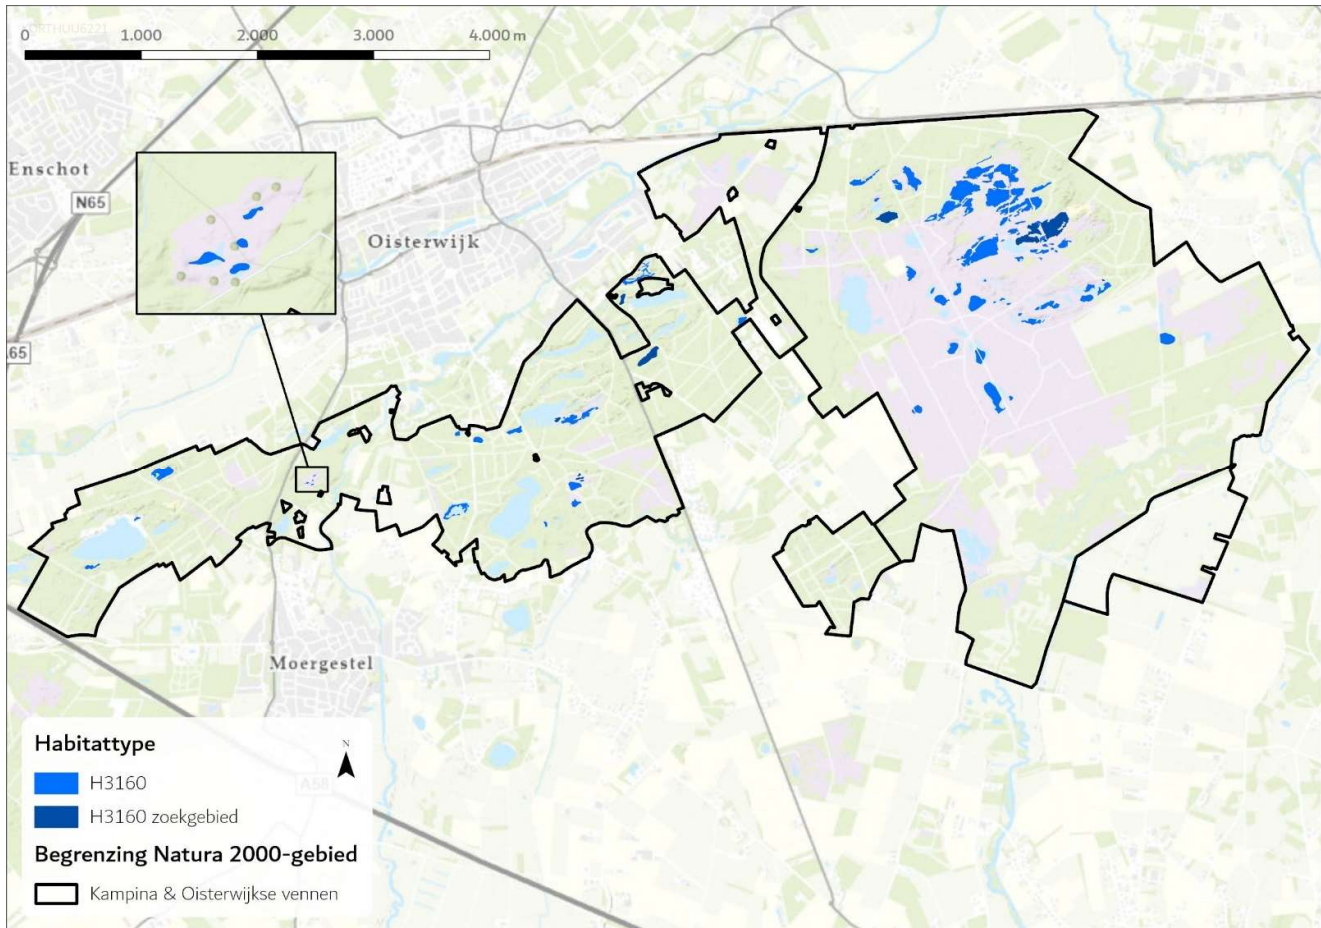 0
1.000
2.000
3.000
4.000 m
Enschot
N65
Oisterwijk
.65
Moergestel
Habitattype
N
H3160
A58
H3160 zoekgebied
Begrenzing Natura 2000-gebied
Kampina & Oisterwijkse vennen